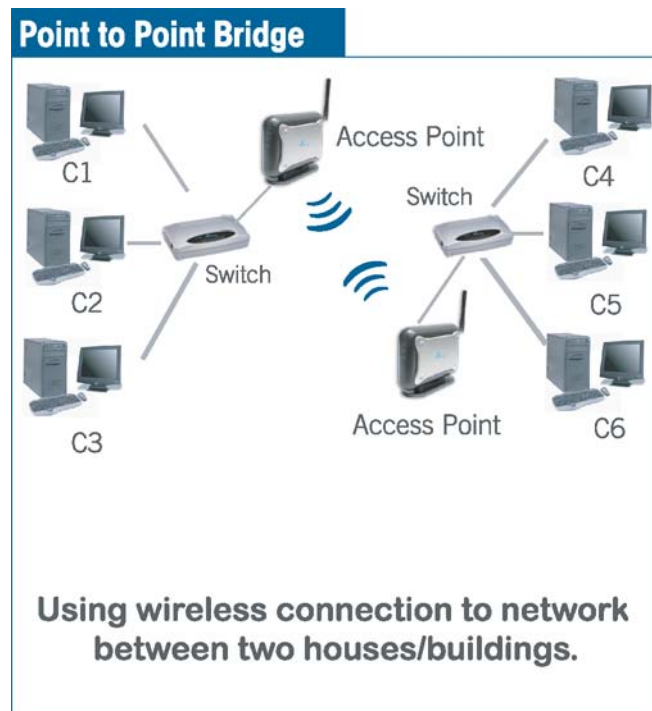 Point to Point Bridge
Access Point
C1
C4
Switch
Switch
C2
C5
C3
Access Point
C6
Using wireless connection to network
between two houses/buildings.